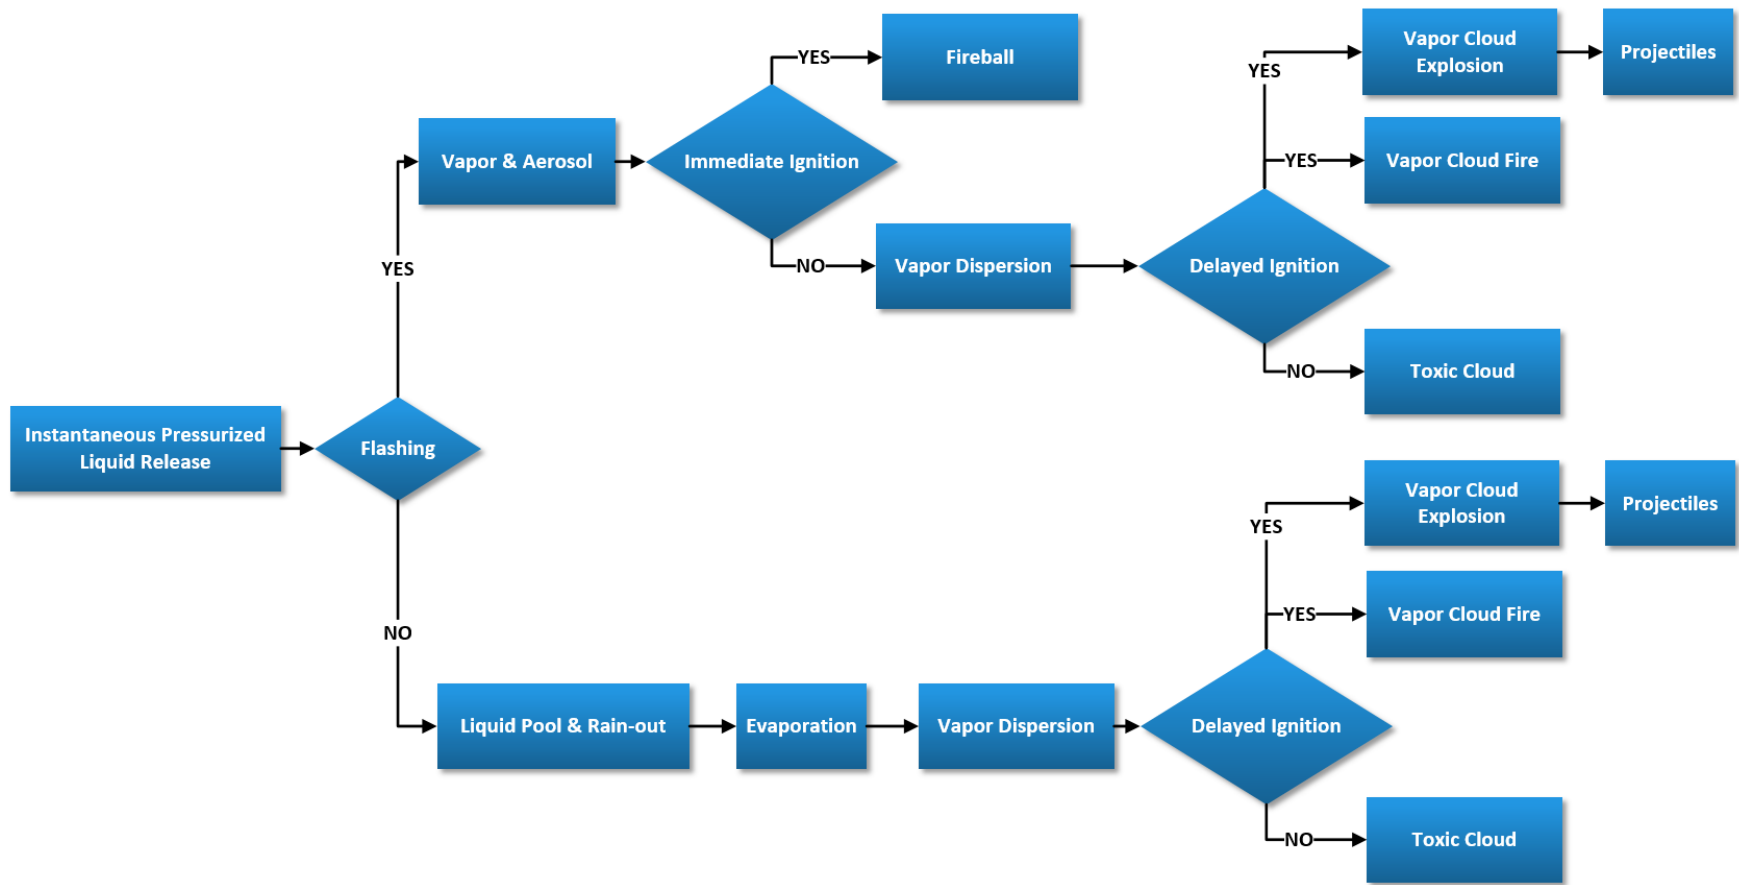 Instantaneous Pressurized
Liquid Release
Flashing
YES
Vapor & Aerosol
Immediate Ignition
YES
Fireball
NO
Vapor Dispersion
Delayed Ignition
YES
Vapor Cloud
Explosion
Projectiles
YES
Vapor Cloud Fire
NO
Toxic Cloud
NO
Liquid Pool & Rain-out
Evaporation
Vapor Dispersion
Delayed Ignition
YES
Vapor Cloud
Explosion
Projectiles
YES
Vapor Cloud Fire
NO
Toxic Cloud